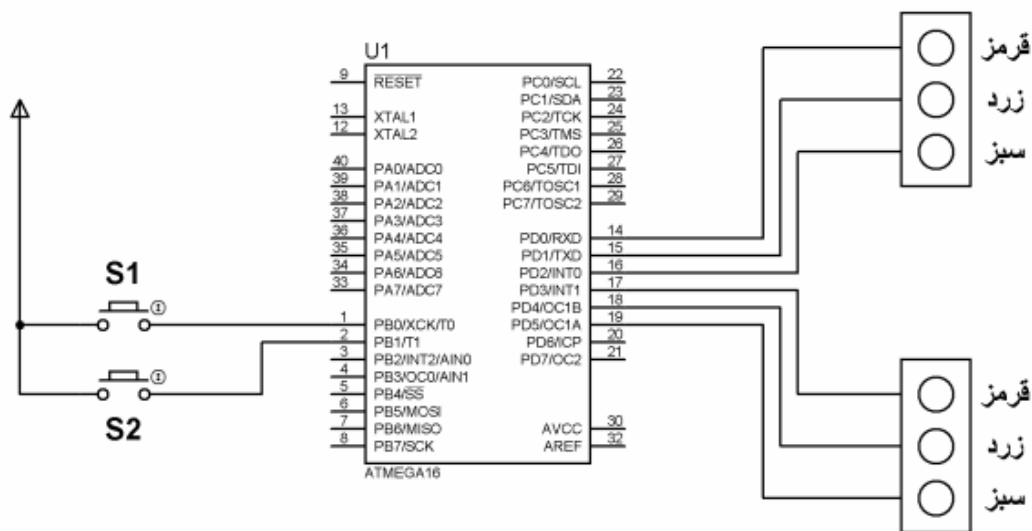 U1
9 RESET
13 XTAL1
12 XTAL2
40 PA0/ADC0
39 PA1/ADC1
38 PA2/ADC2
37 PA3/ADC3
36 PA4/ADC4
35 PA5/ADC5
34 PA6/ADC6
33 PA7/ADC7
1 PB0/XCK/T0
2 PB1/T1
3 PB2/INT2/AIN0
4 PB3/OC0/AIN1
5 PB4/SS
6 PB5/MOSI
7 PB6/MISO
8 PB7/SCK
PC0/SCL 22
PC1/SDA 23
PC2/TCK 24
PC3/TMS 25
PC4/TDO 26
PC5/TDI 27
PC6/TOSC1 28
PC7/TOSC2 29
PD0/RXD 14
PD1/TXD 15
PD2/INT0 16
PD3/INT1 17
PD4/OC1B 18
PD5/OC1A 19
PD6/ICP 20
PD7/OC2 21
AVCC 30
AREF 32
ATMEGA16
S1
S2
قرمز
زرد
سبز
قرمز
زرد
سبز